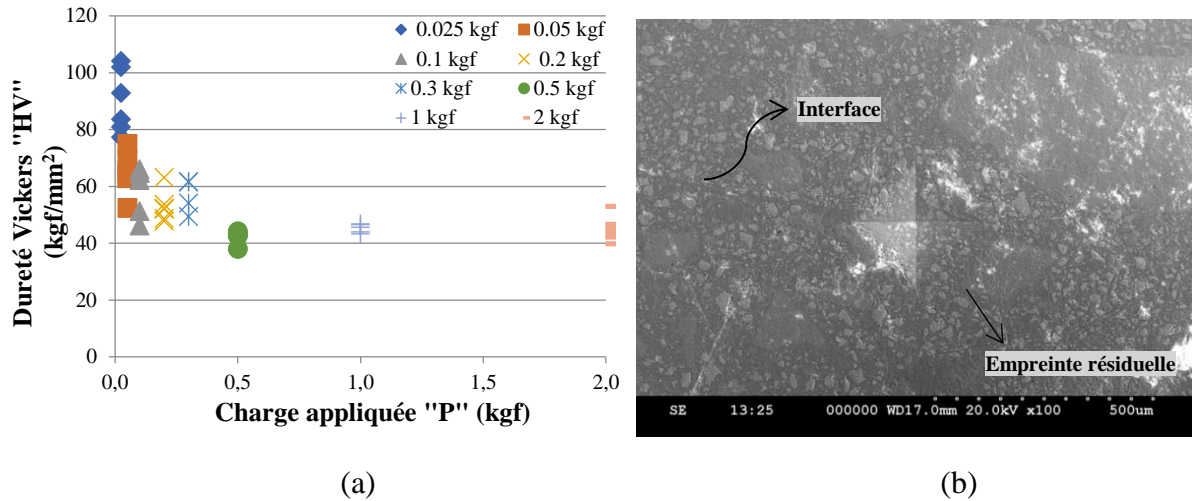 120
100
80
60
40
20
0
Dureté Vickers "HV"
(kgf/mm²)
0.025 kgf
0.05 kgf
0.1 kgf
0.2 kgf
0.3 kgf
0.5 kgf
1 kgf
2 kgf
0,0
0,5
1,0
1,5
2,0
Charge appliquée "P" (kgf)
(a)
Interface
Empreinte résiduelle
SE 13:25 000000 WD17.0mm 20.0kV x100 500um
(b)